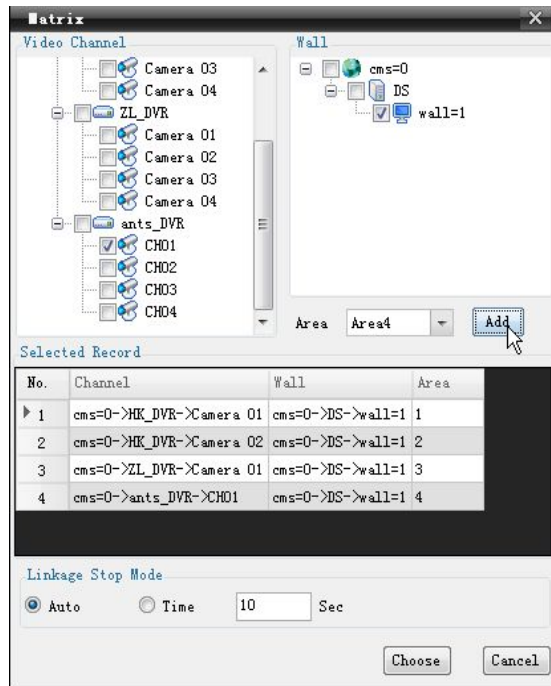 Matrix
Video Channel
Wall
Camera 03
Camera 04
ZL_DVR
Camera 01
Camera 02
Camera 03
Camera 04
ants_DVR
CH01
CH02
CH03
CH04
cms=0
DS
wall=1
Area Area4 Add
Selected Record
No. Channel Wall Area
1 cms=0->HK_DVR->Camera 01 cms=0->DS->wall=1 1
2 cms=0->HK_DVR->Camera 02 cms=0->DS->wall=1 2
3 cms=0->ZL_DVR->Camera 01 cms=0->DS->wall=1 3
4 cms=0->ants_DVR->CH01 cms=0->DS->wall=1 4
Linkage Stop Mode
Auto Time 10 Sec
Choose Cancel